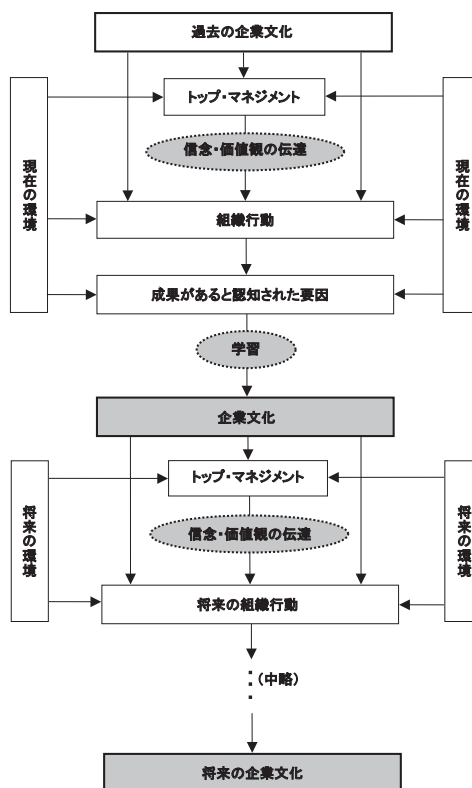 過去の企業文化
トップ・マネジメント
信念・価値観の伝達
現在の環境
現在の環境
組織行動
成果があると認知された要因
学習
企業文化
トップ・マネジメント
信念・価値観の伝達
将来の環境
将来の環境
将来の組織行動
（中略）
将来の企業文化